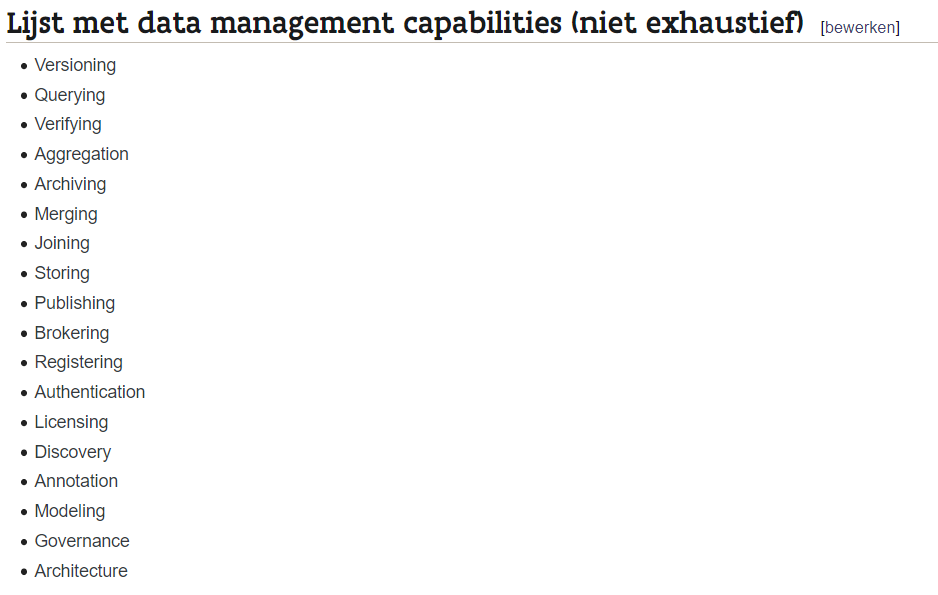 Lijst met data management capabilities (niet exhaustief) [bewerken]
• Versioning
• Querying
• Verifying
• Aggregation
• Archiving
• Merging
• Joining
• Storing
• Publishing
• Brokering
• Registering
• Authentication
• Licensing
• Discovery
• Annotation
• Modeling
• Governance
• Architecture